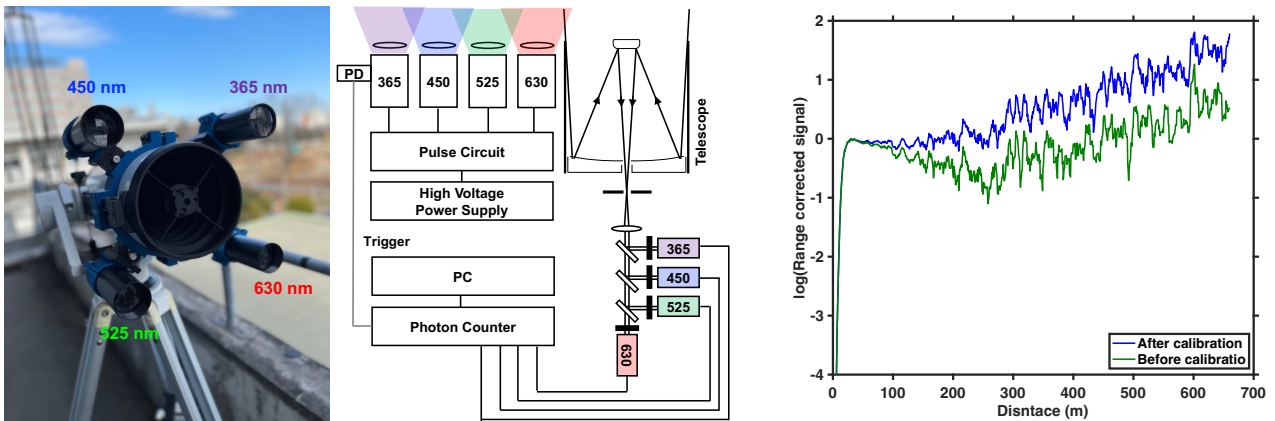 450 nm
365 nm
630 nm
525 nm
PD
365
450
525
630
Pulse Circuit
High Voltage
Power Supply
Telescope
Trigger
PC
Photon Counter
365
450
525
630
log(Range corrected signal)
2
1
0
-1
-2
-3
-4
After calibration
Before calibratio
0
100
200
300
400
500
600
700
Disntace (m)